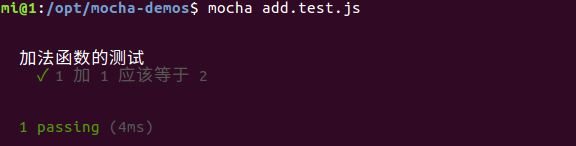 mi@1:/opt/mocha-demos$ mocha add.test.js
加法函数的测试
✓ 1 加 1 应该等于 2
1 passing (4ms)